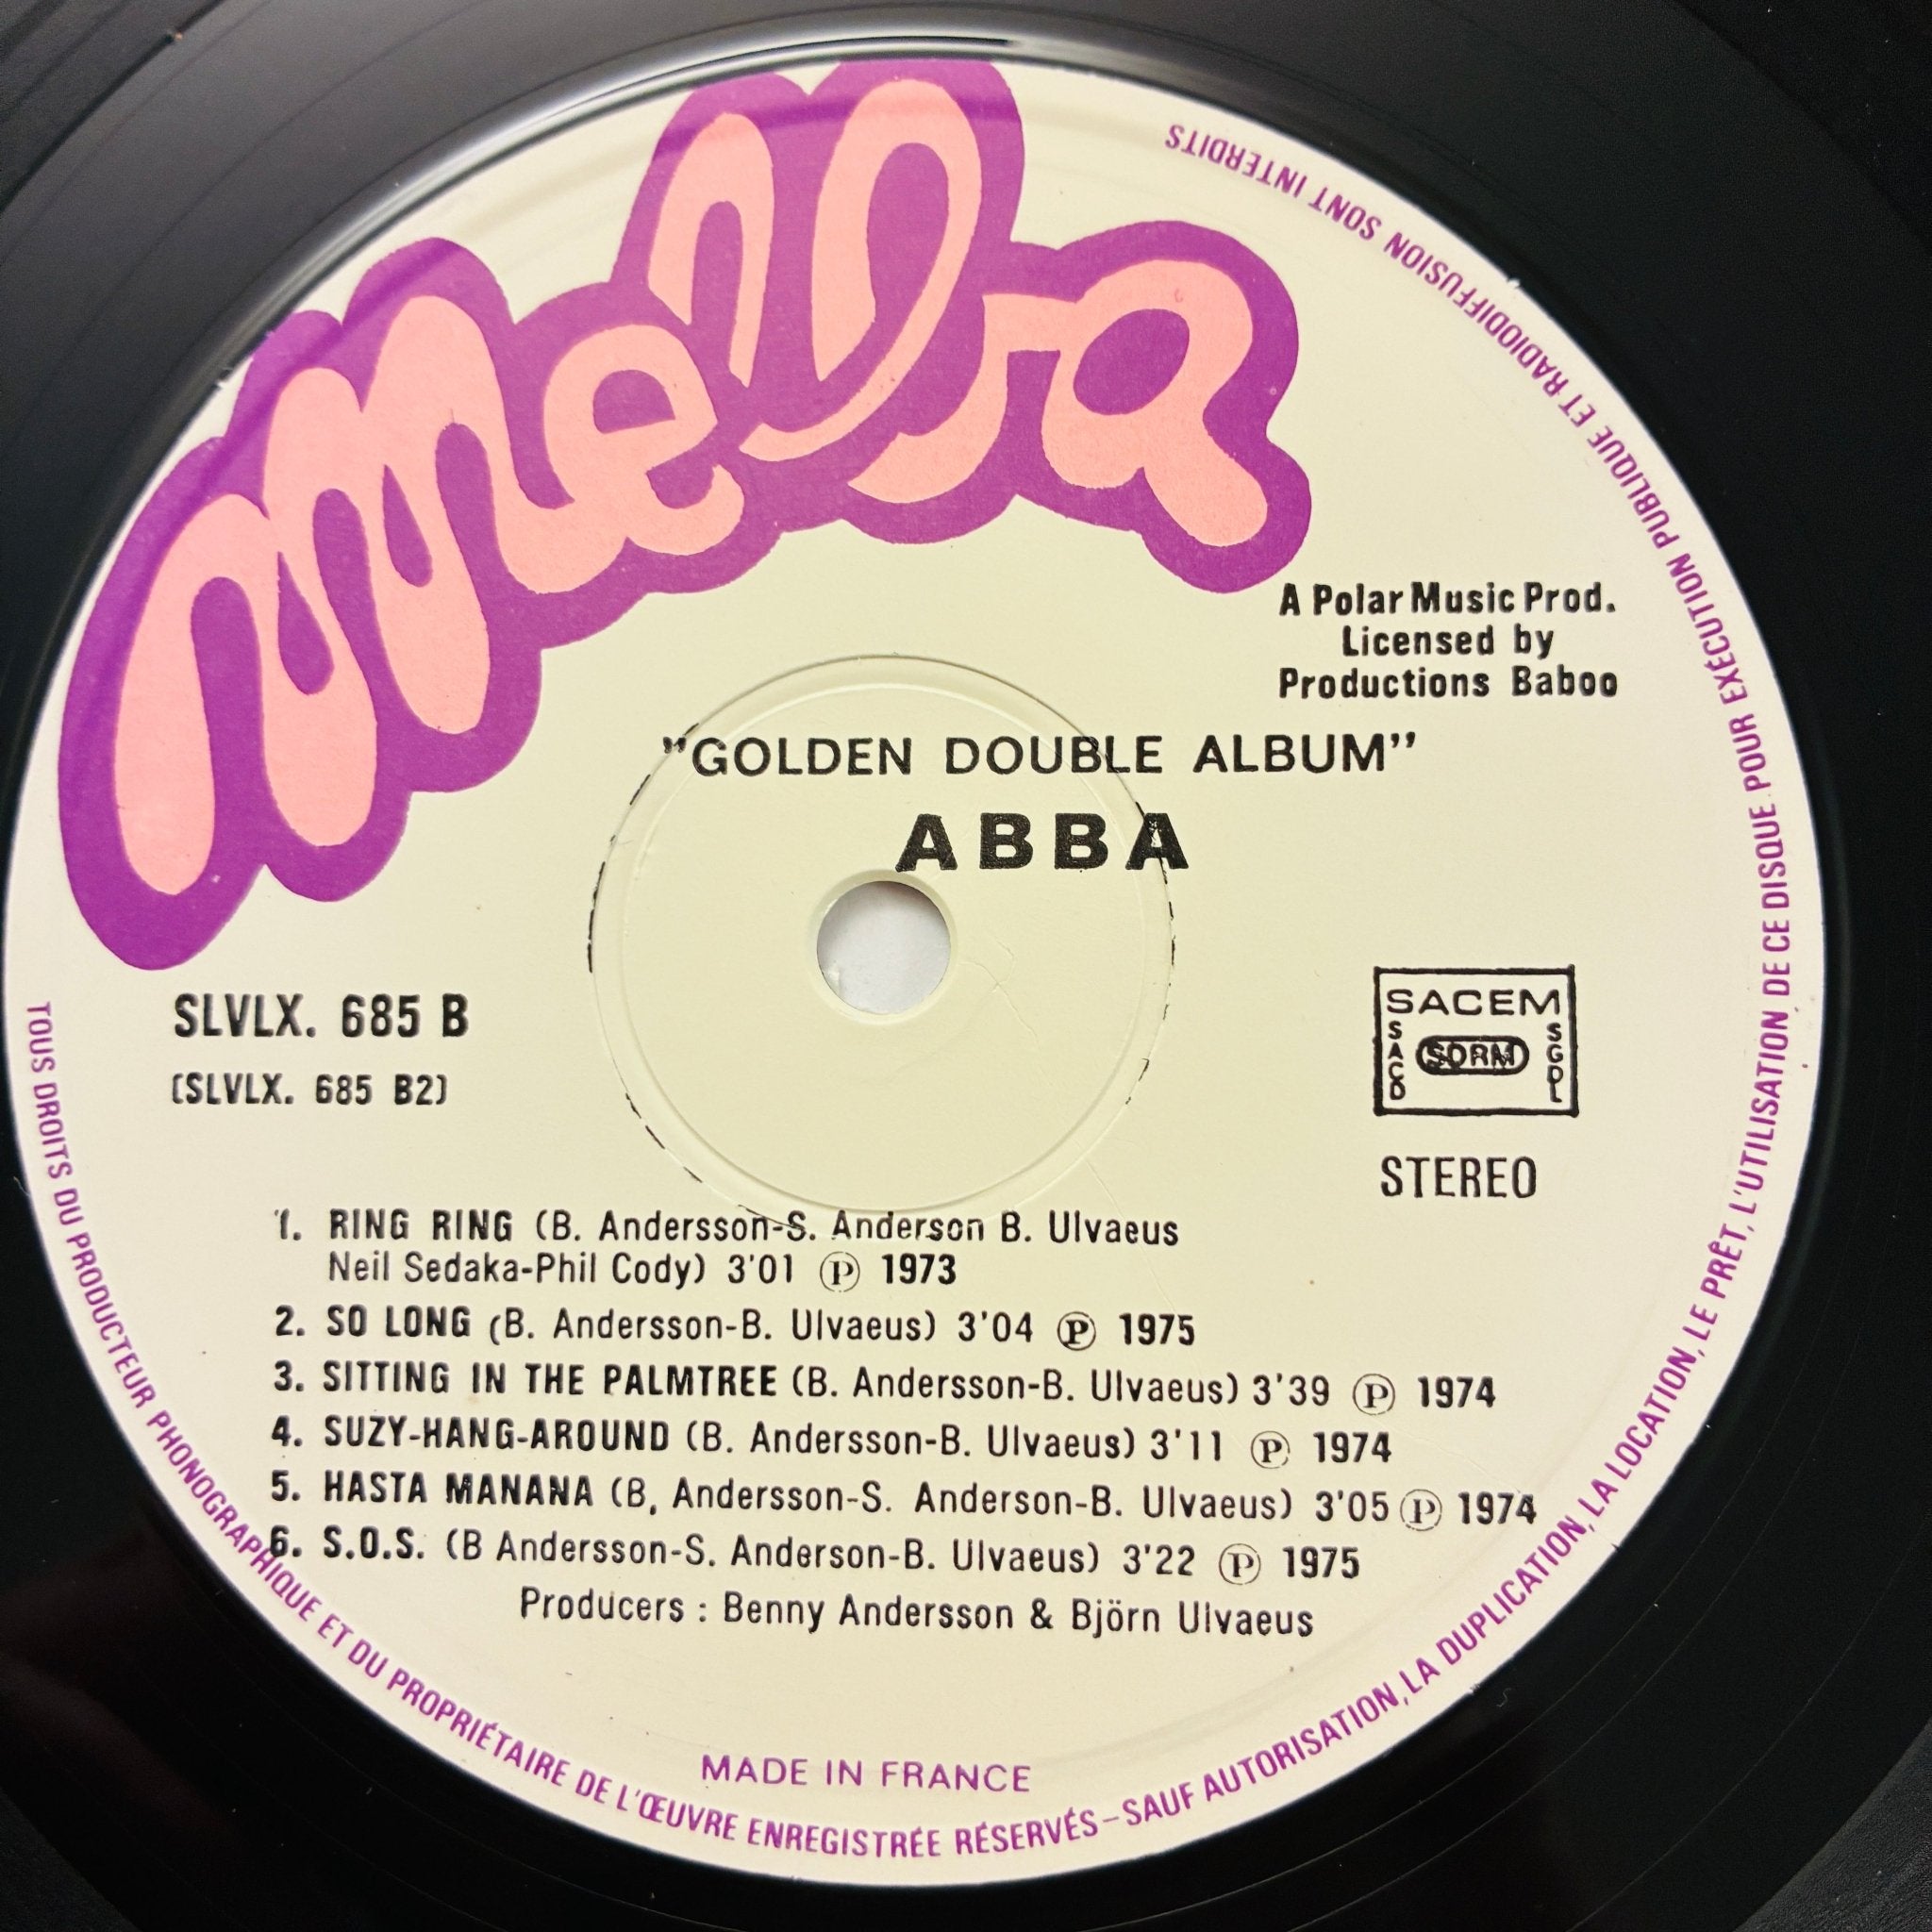 Melba
A Polar Music Prod.
Licensed by
Productions Baboo
"GOLDEN DOUBLE ALBUM"
ABBA
SLVLX. 685 B
(SLVLX. 685 B2)
SACEM
SACD
SDRM
SGDL
STEREO
1. RING RING (B. Andersson-S. Anderson B. Ulvaeus
Neil Sedaka-Phil Cody) 3'01 Ⓟ 1973
2. SO LONG (B. Andersson-B. Ulvaeus) 3'04 Ⓟ 1975
3. SITTING IN THE PALMTREE (B. Andersson-B. Ulvaeus) 3'39 Ⓟ 1974
4. SUZY-HANG-AROUND (B. Andersson-B. Ulvaeus) 3'11 Ⓟ 1974
5. HASTA MANANA (B, Andersson-S. Anderson-B. Ulvaeus) 3'05 Ⓟ 1974
6. S.O.S. (B Andersson-S. Anderson-B. Ulvaeus) 3'22 Ⓟ 1975
Producers : Benny Andersson & Björn Ulvaeus
MADE IN FRANCE
TOUS DROITS DU PRODUCTEUR PHONOGRAPHIQUE ET DU PROPRIÉTAIRE DE L'ŒUVRE ENREGISTRÉE RÉSERVÉS - SAUF AUTORISATION, LA DUPLICATION, LA LOCATION, LE PRÊT, L'UTILISATION DE CE DISQUE POUR EXÉCUTION PUBLIQUE ET RADIODIFFUSION SONT INTERDITS